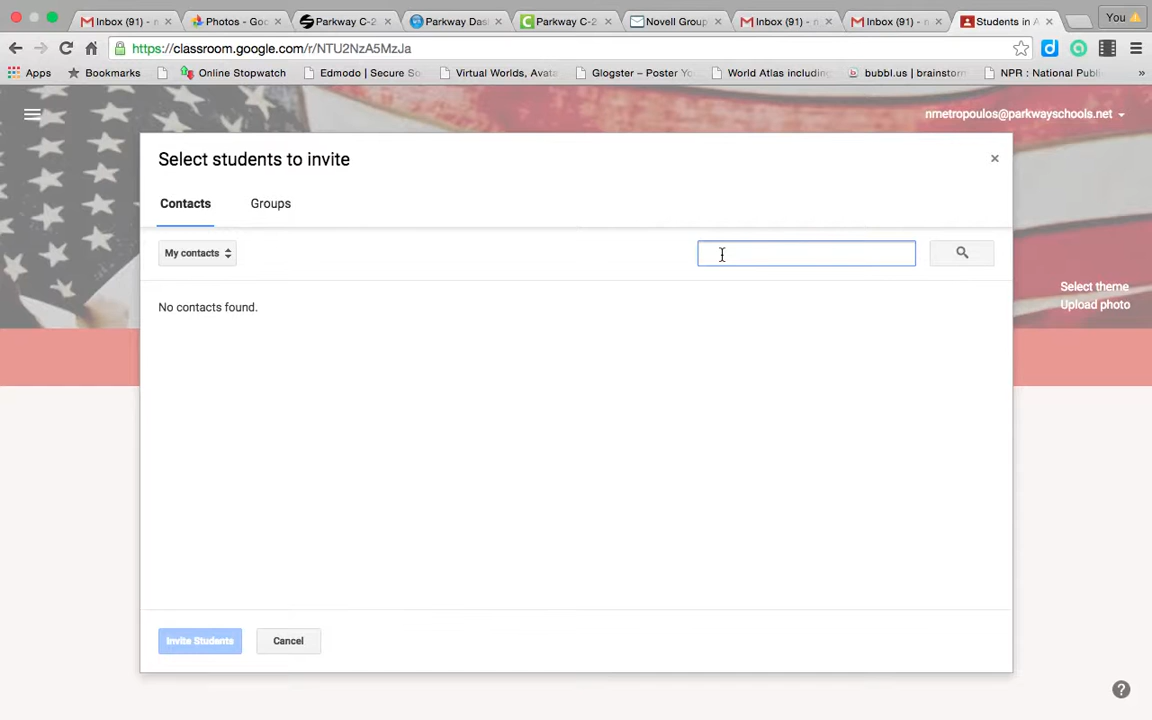 Inbox (91) - n
Photos - Goo
Parkway C-2
Parkway Das
Parkway C-2
Novell Group
Inbox (91) - n
Inbox (91) - n
Students in A
You
https://classroom.google.com/r/NTU2NzA5MzJa
Apps
Bookmarks
Online Stopwatch
Edmodo | Secure So
Virtual Worlds, Avata
Glogster – Poster Yo
World Atlas including
bubbl.us | brainstorm
NPR : National Publi
»
nmetropoulos@parkwayschools.net
Select students to invite
×
Contacts
Groups
My contacts
Select theme
Upload photo
No contacts found.
Invite Students
Cancel
?